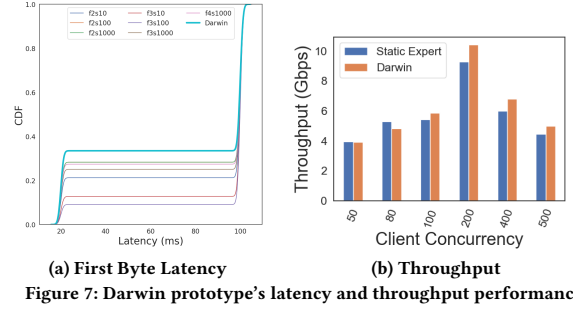 1.0
0.8
0.6
0.4
0.2
0.0
CDF
f2s10
f2s100
f2s1000
f3s10
f3s100
f3s1000
f4s1000
Darwin
20
40
60
80
100
Latency (ms)
(a) First Byte Latency
Throughput (Gbps)
10
8
6
4
2
0
Static Expert
Darwin
50
80
100
200
400
500
Client Concurrency
(b) Throughput
Figure 7: Darwin prototype's latency and throughput performanc